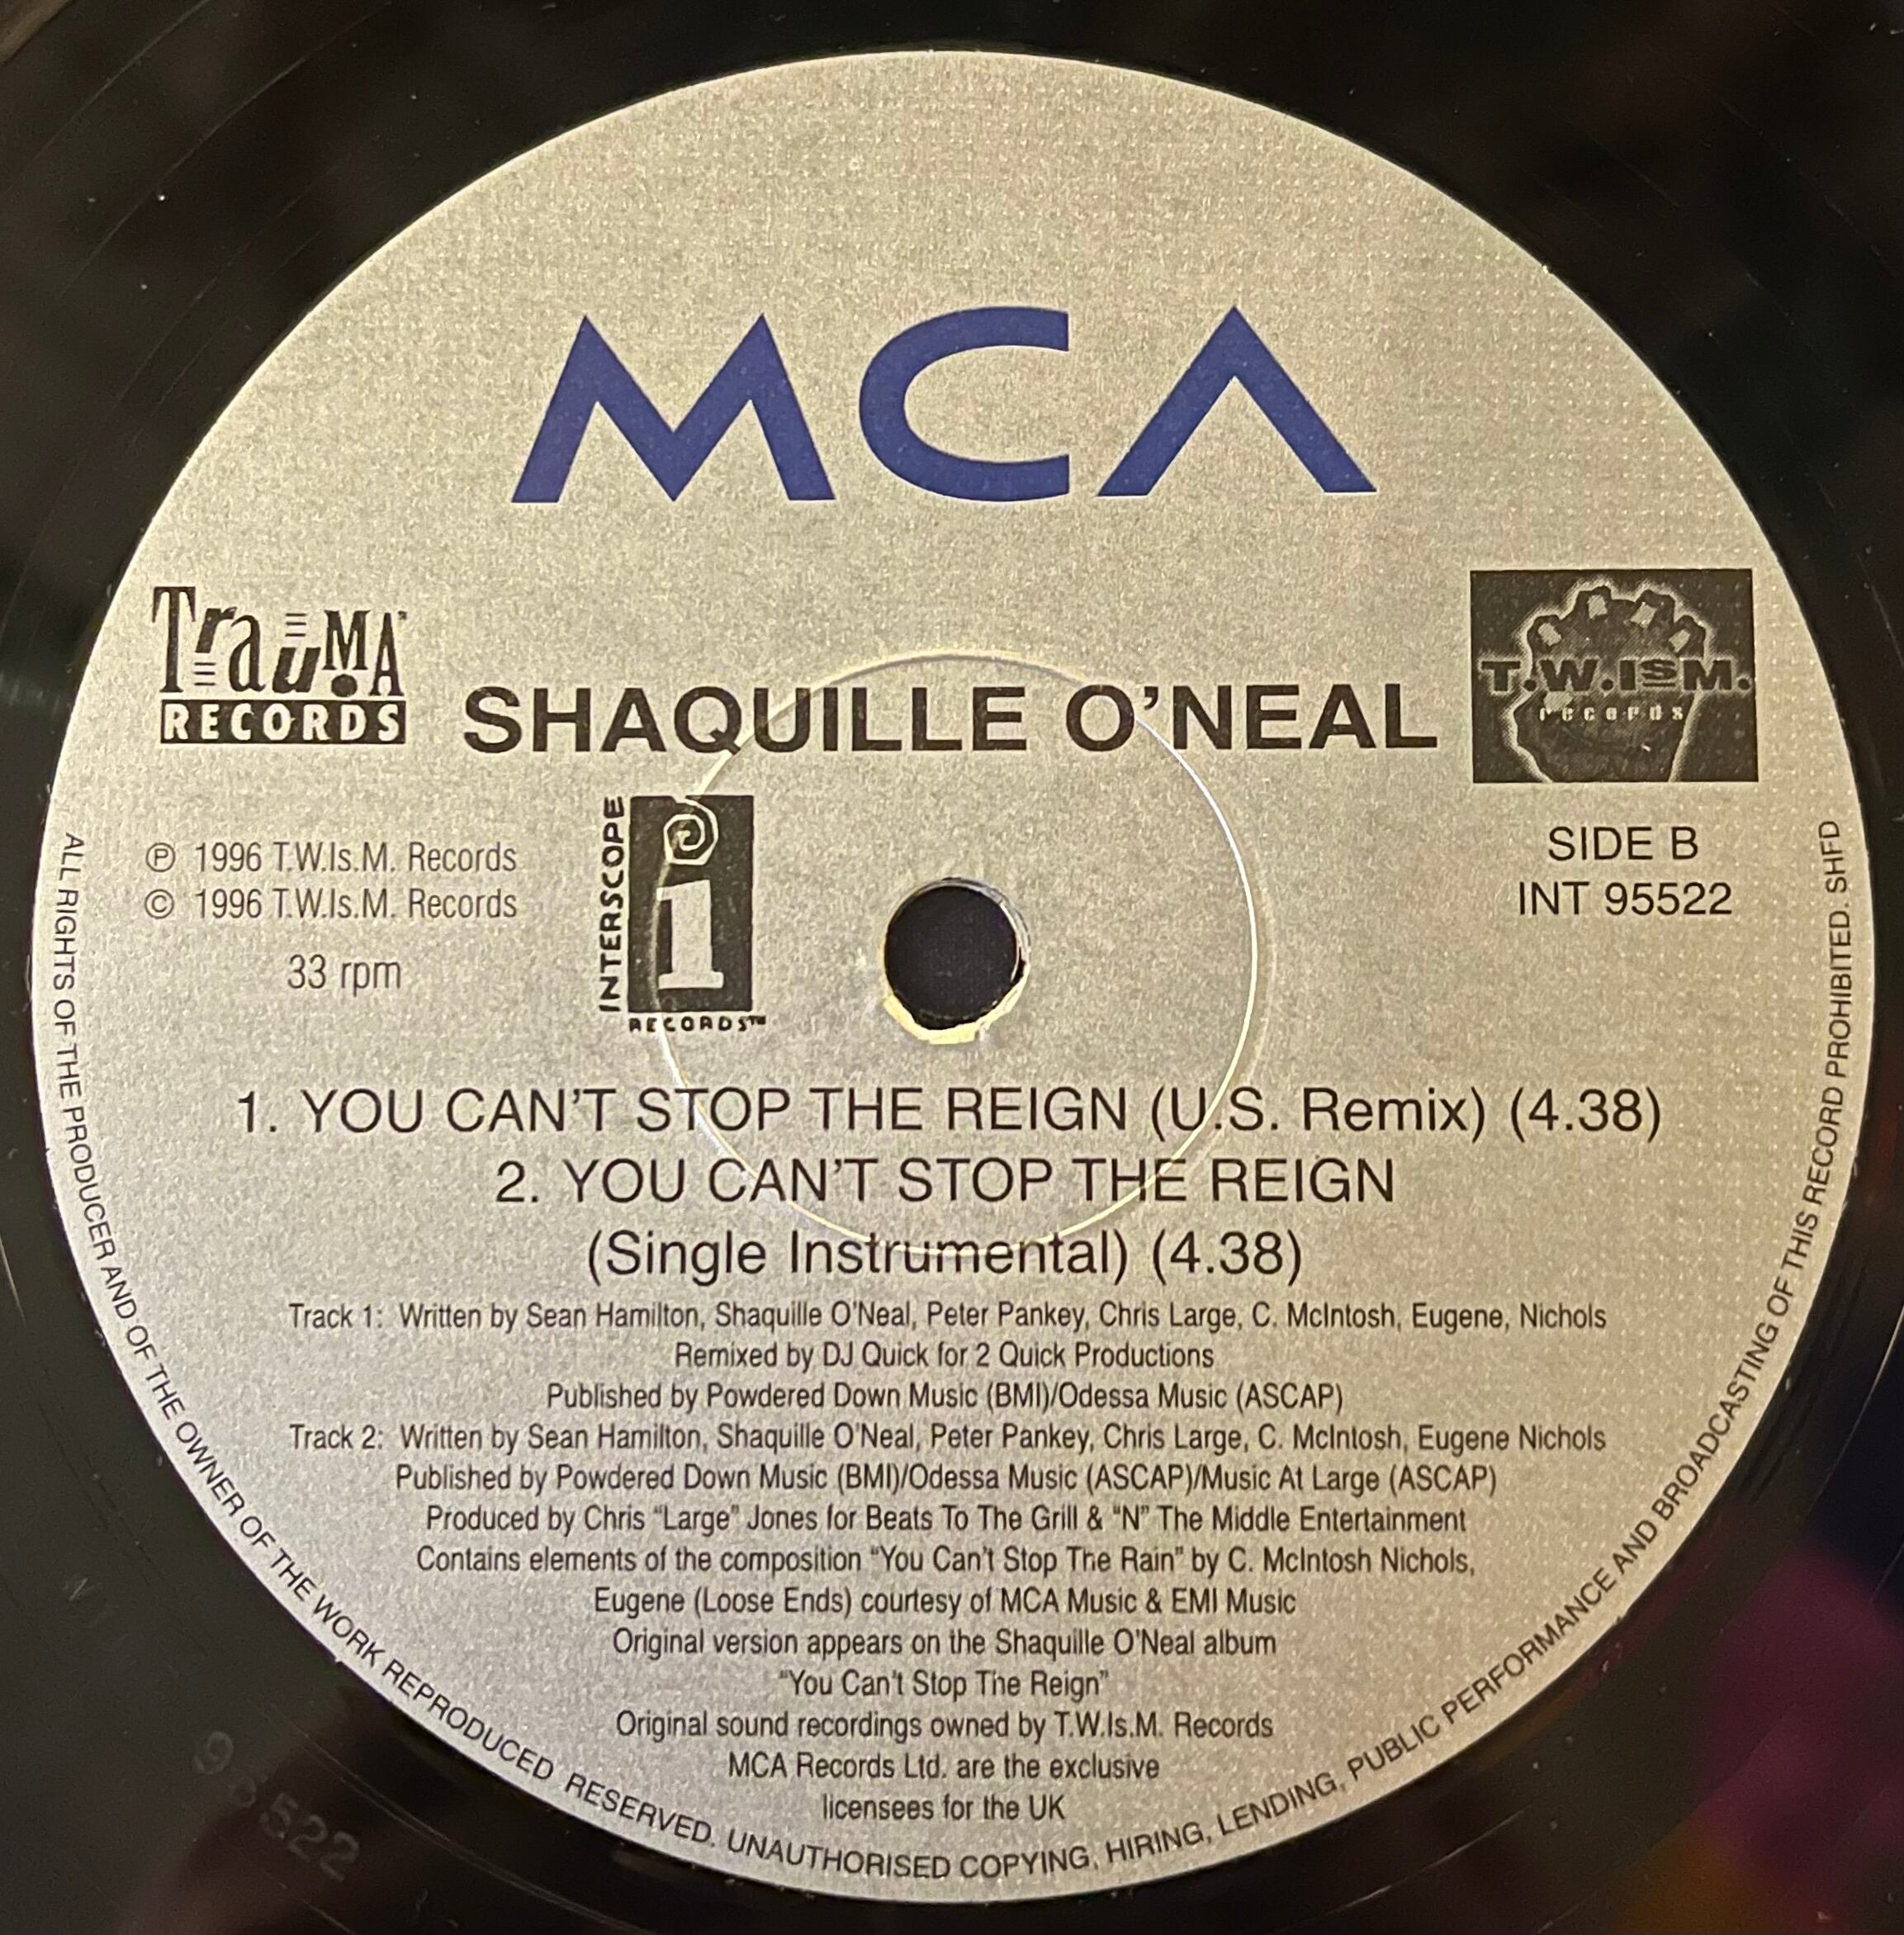 MCA
TrauMA™
RECORDS
SHAQUILLE O'NEAL
T.W.IsM.
records
℗ 1996 T.W.Is.M. Records
© 1996 T.W.Is.M. Records
33 rpm
INTERSCOPE
i
RECORDS™
SIDE B
INT 95522
1. YOU CAN'T STOP THE REIGN (U.S. Remix) (4.38)
2. YOU CAN'T STOP THE REIGN
(Single Instrumental) (4.38)
Track 1: Written by Sean Hamilton, Shaquille O'Neal, Peter Pankey, Chris Large, C. McIntosh, Eugene, Nichols
Remixed by DJ Quick for 2 Quick Productions
Published by Powdered Down Music (BMI)/Odessa Music (ASCAP)
Track 2: Written by Sean Hamilton, Shaquille O'Neal, Peter Pankey, Chris Large, C. McIntosh, Eugene Nichols
Published by Powdered Down Music (BMI)/Odessa Music (ASCAP)/Music At Large (ASCAP)
Produced by Chris "Large" Jones for Beats To The Grill & "N" The Middle Entertainment
Contains elements of the composition "You Can't Stop The Rain" by C. McIntosh Nichols,
Eugene (Loose Ends) courtesy of MCA Music & EMI Music
Original version appears on the Shaquille O'Neal album
"You Can't Stop The Reign"
Original sound recordings owned by T.W.Is.M. Records
MCA Records Ltd. are the exclusive
licensees for the UK
ALL RIGHTS OF THE PRODUCER AND OF THE OWNER OF THE WORK REPRODUCED RESERVED. UNAUTHORISED COPYING, HIRING, LENDING, PUBLIC PERFORMANCE AND BROADCASTING OF THIS RECORD PROHIBITED. SHFD
95522